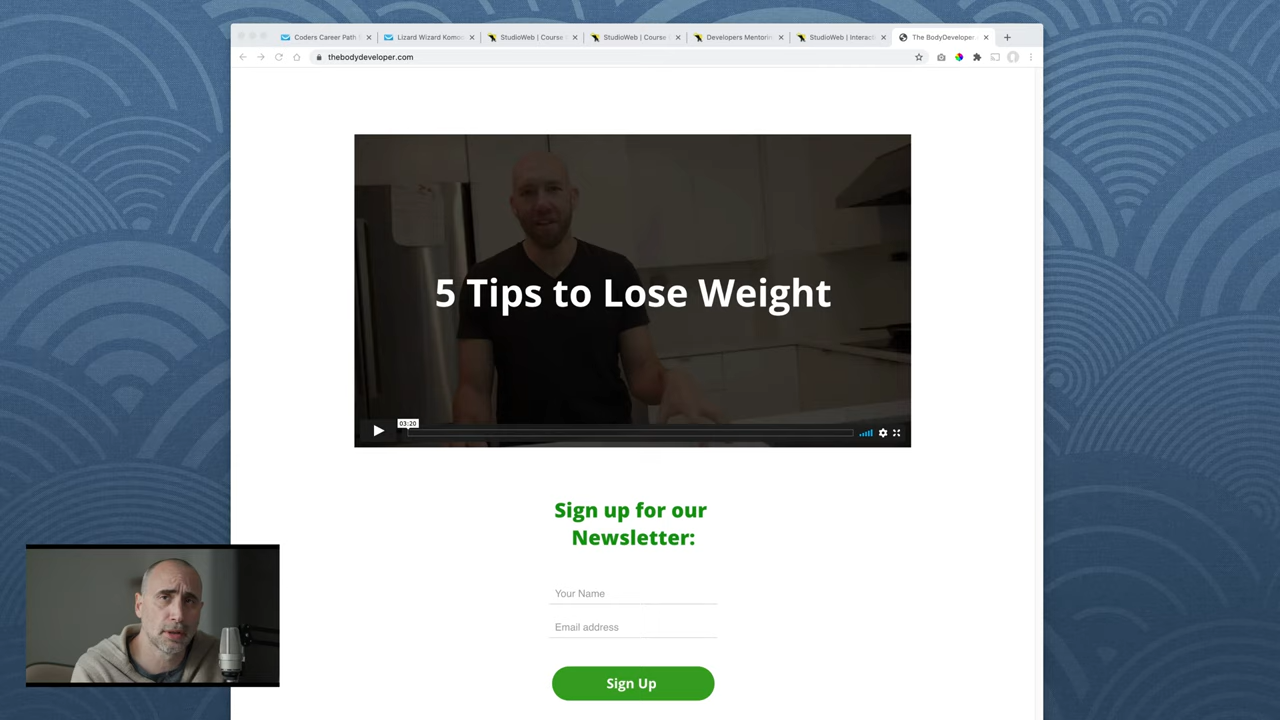 Coders Career Path
Lizard Wizard Komod
StudioWeb | Course
StudioWeb | Course
Developers Mentorin
StudioWeb | Interact
The BodyDeveloper
thebodydeveloper.com
5 Tips to Lose Weight
03:20
Sign up for our
Newsletter:
Your Name
Email address
Sign Up